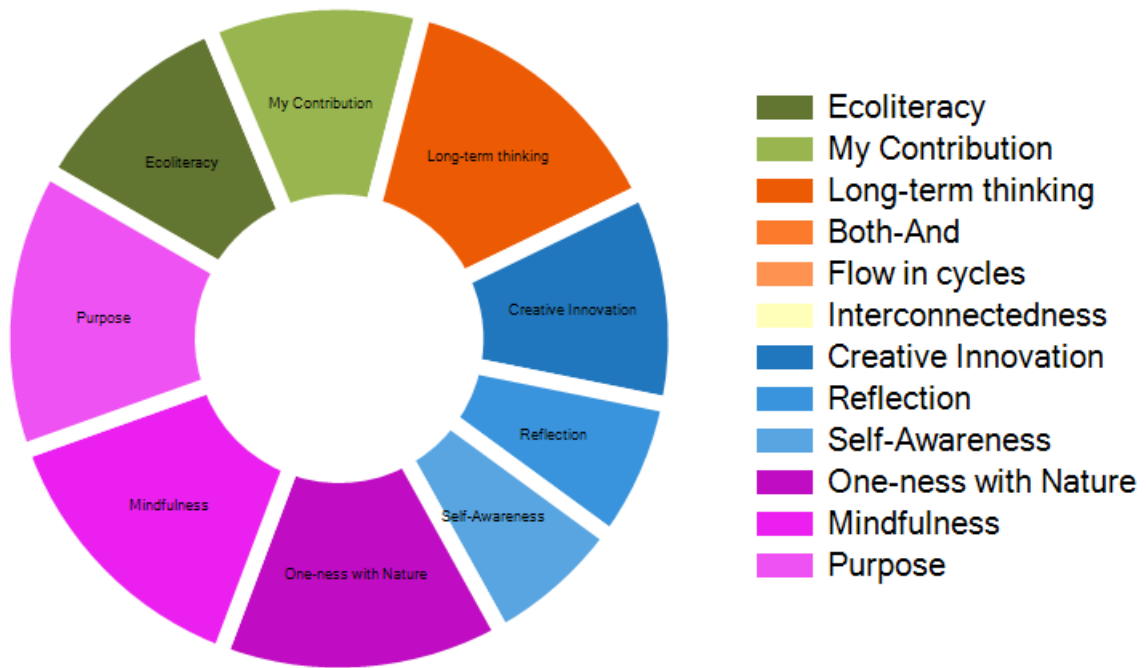 My Contribution
Long-term thinking
Ecoliteracy
Creative Innovation
Purpose
Reflection
Mindfulness
Self-Awareness
One-ness with Nature
Ecoliteracy
My Contribution
Long-term thinking
Both-And
Flow in cycles
Interconnectedness
Creative Innovation
Reflection
Self-Awareness
One-ness with Nature
Mindfulness
Purpose